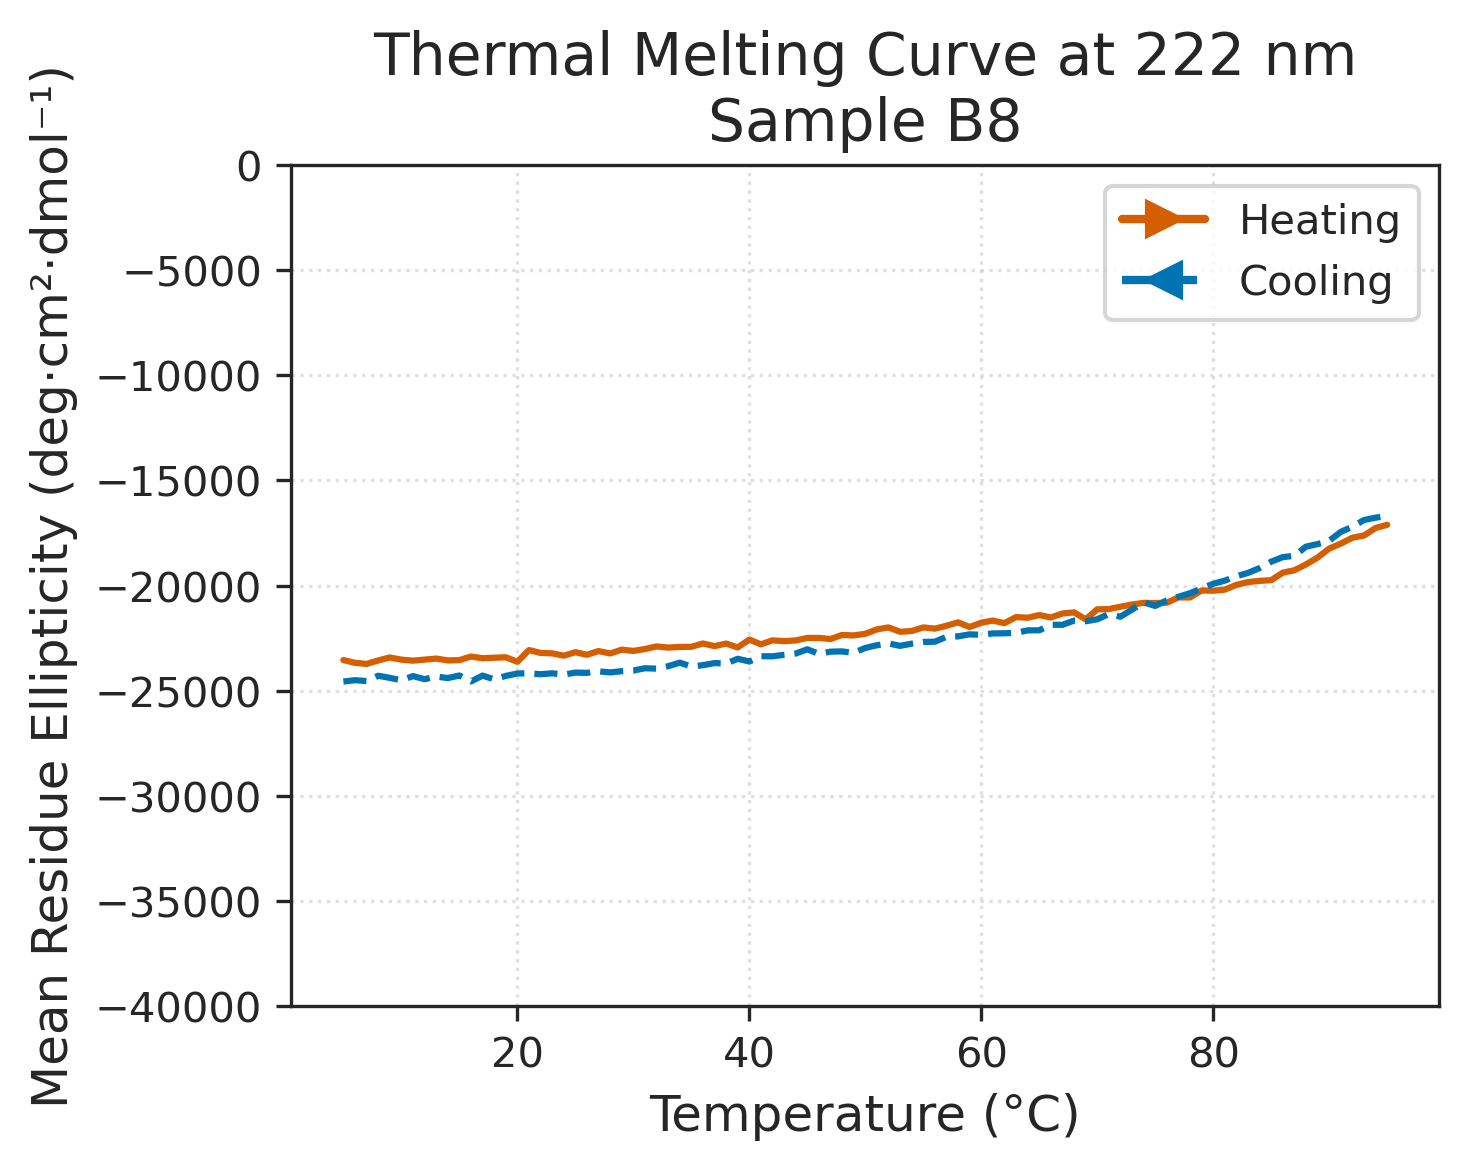 Thermal Melting Curve at 222 nm
Sample B8
Mean Residue Ellipticity (deg·cm²·dmol⁻¹)
0
−5000
−10000
−15000
−20000
−25000
−30000
−35000
−40000
Heating
Cooling
20
40
60
80
Temperature (°C)